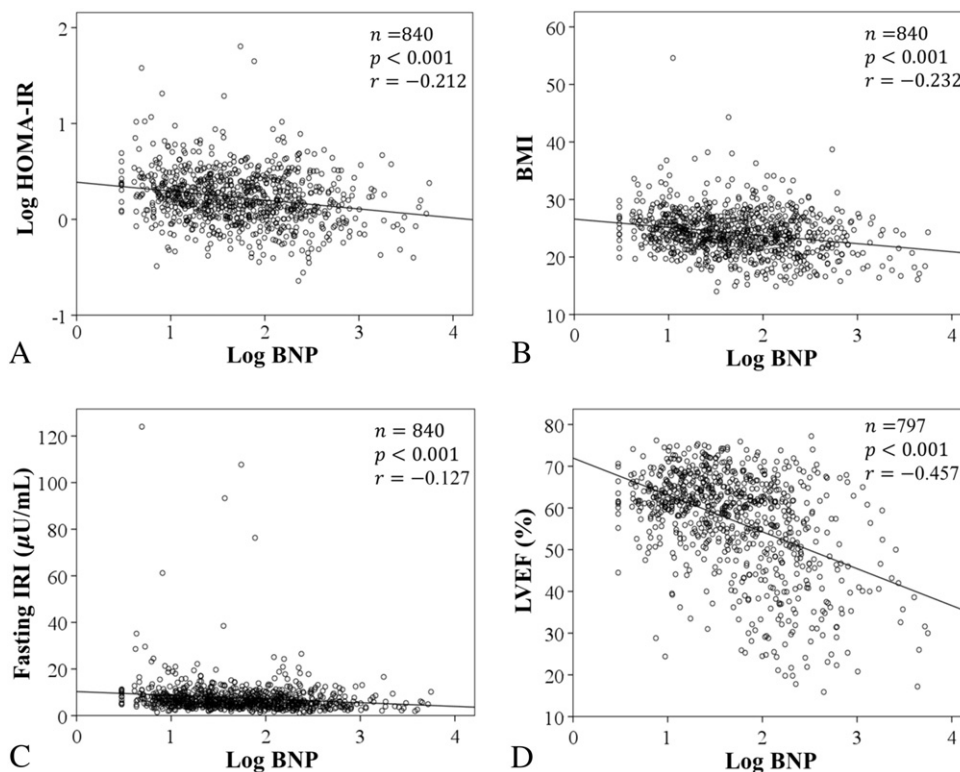 n =840
p < 0.001
r = −0.212
2
1
0
-1
Log HOMA-IR
0 1 2 3 4
Log BNP
A
n =840
p < 0.001
r = −0.232
60
50
40
30
20
10
BMI
0 1 2 3 4
Log BNP
B
n = 840
p < 0.001
r = −0.127
120
100
80
60
40
20
0
Fasting IRI (μU/mL)
0 1 2 3 4
Log BNP
C
n =797
p < 0.001
r = −0.457
80
70
60
50
40
30
20
10
LVEF (%)
0 1 2 3 4
Log BNP
D